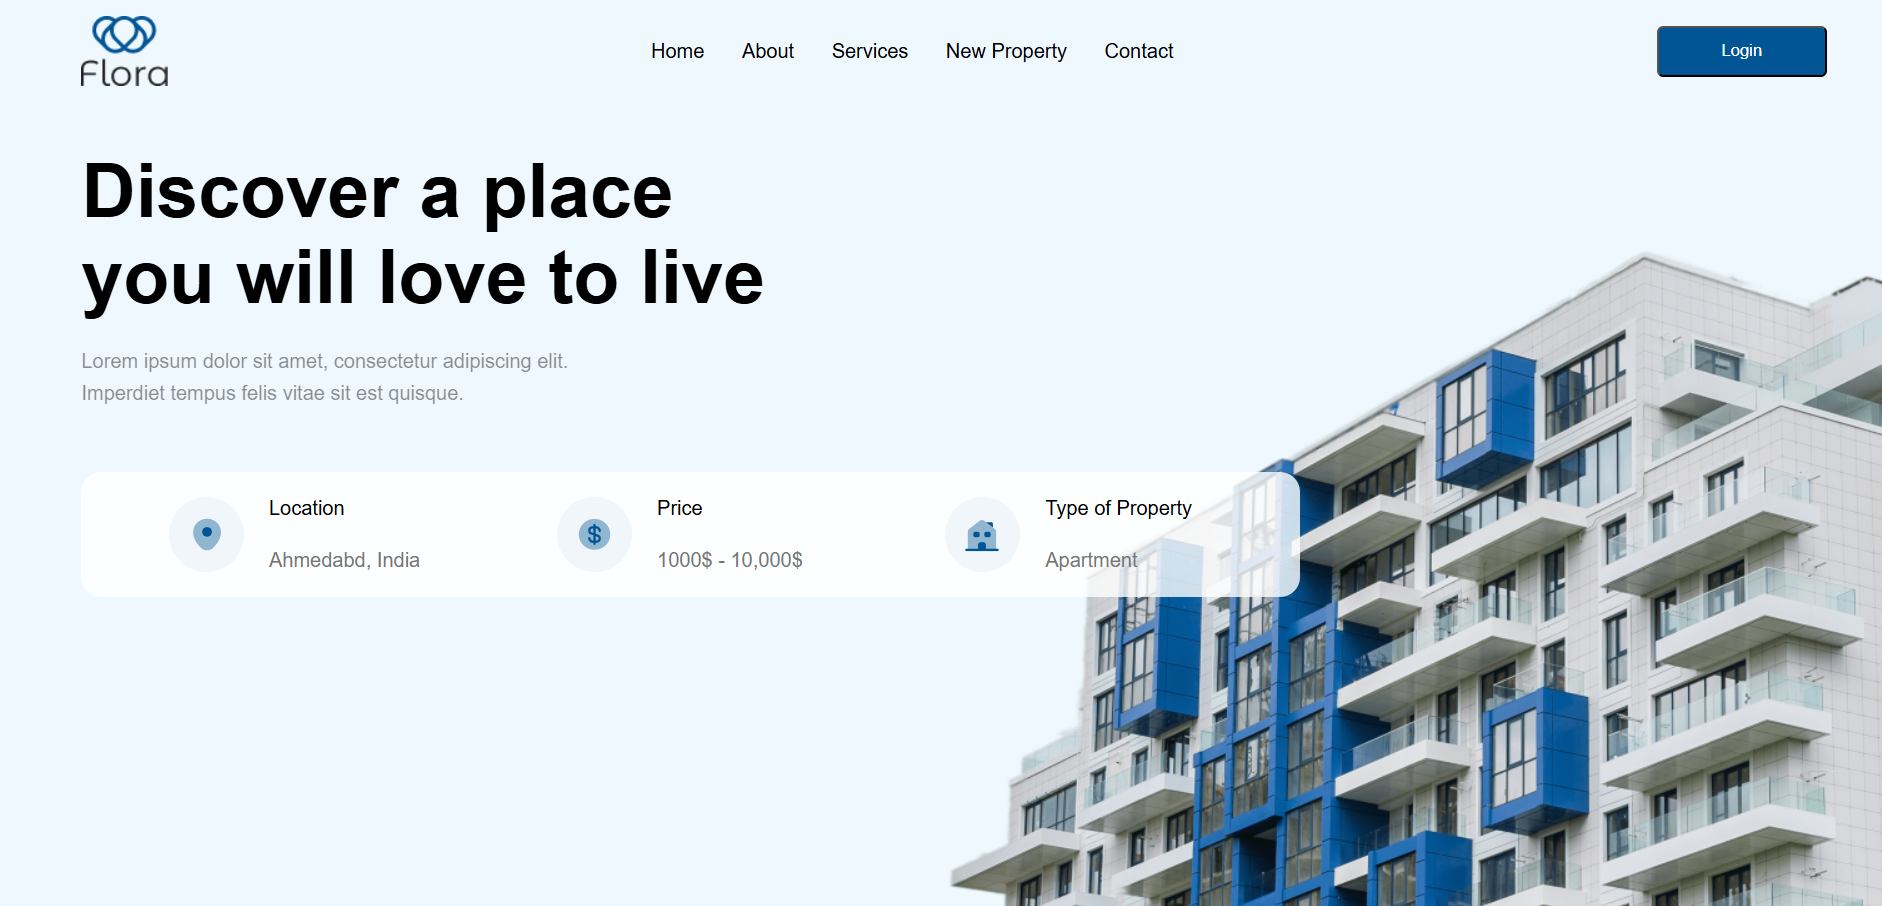 Flora
Home About Services New Property Contact
Login
Discover a place
you will love to live
Lorem ipsum dolor sit amet, consectetur adipiscing elit.
Imperdiet tempus felis vitae sit est quisque.
Location
Ahmedabd, India
$
Price
1000$ - 10,000$
Type of Property
Apartment